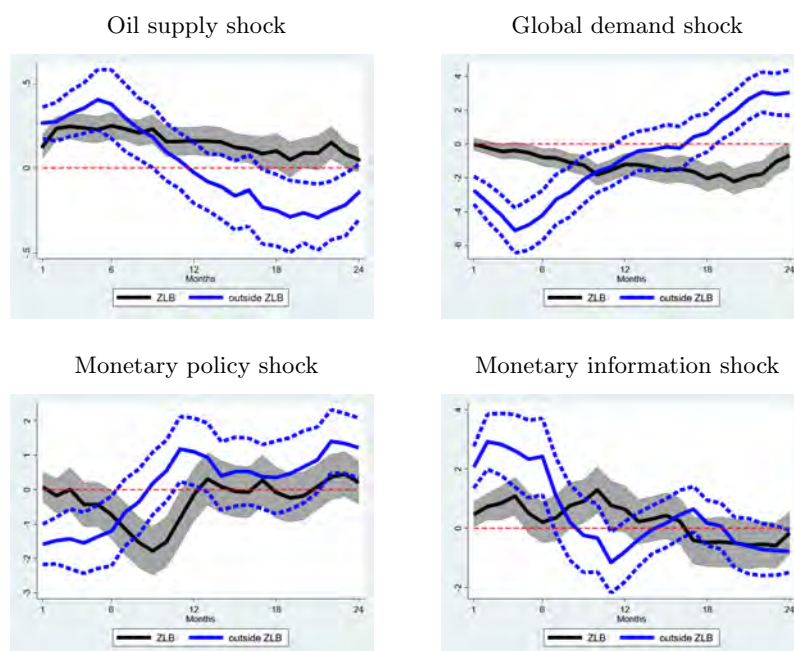 Oil supply shock
.5
0
-.5
1
6
12
18
24
Months
ZLB
outside ZLB
Global demand shock
4
2
0
-2
-4
-6
1
6
12
18
24
Months
ZLB
outside ZLB
Monetary policy shock
2
1
0
-1
-2
-3
1
6
12
18
24
Months
ZLB
outside ZLB
Monetary information shock
4
2
0
-2
1
6
12
18
24
Months
ZLB
outside ZLB